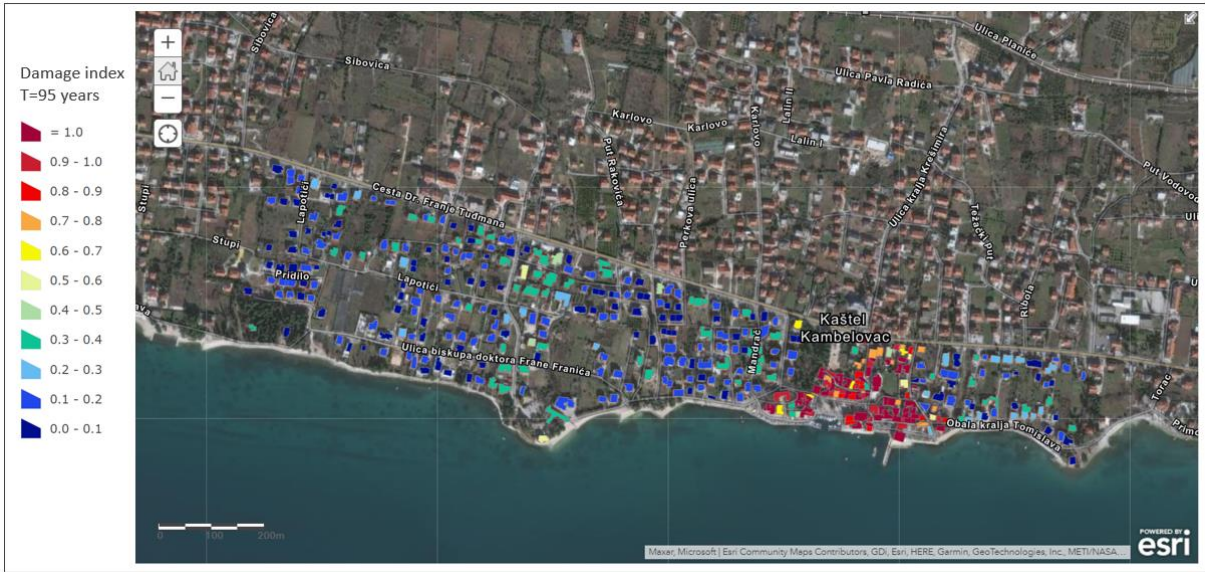 Damage index
T=95 years
= 1.0
0.9 - 1.0
0.8 - 0.9
0.7 - 0.8
0.6 - 0.7
0.5 - 0.6
0.4 - 0.5
0.3 - 0.4
0.2 - 0.3
0.1 - 0.2
0.0 - 0.1
+
−
Sibovica
Sibovica
Ulica Planiće
Ulica Pavla Radića
Lalin II
Karlovo
Karlovo
Karlovo
Lalin I
Put Rakovica
Perkova ulica
Ulica kralja Krešimira
Težački put
Put Vodovod
Stupi
Lapotići
Cesta Dr. Franje Tuđmana
Stupi
Pridilo
Lapotići
Ribola
Kaštel
Kambelovac
Mandrač
Ulica biskupa doktora Frane Franića
Torac
Obala kralja Tomislava
Primo
0 100 200m
Maxar, Microsoft | Esri Community Maps Contributors, GDi, Esri, HERE, Garmin, GeoTechnologies, Inc., METI/NASA...
POWERED BY
esri